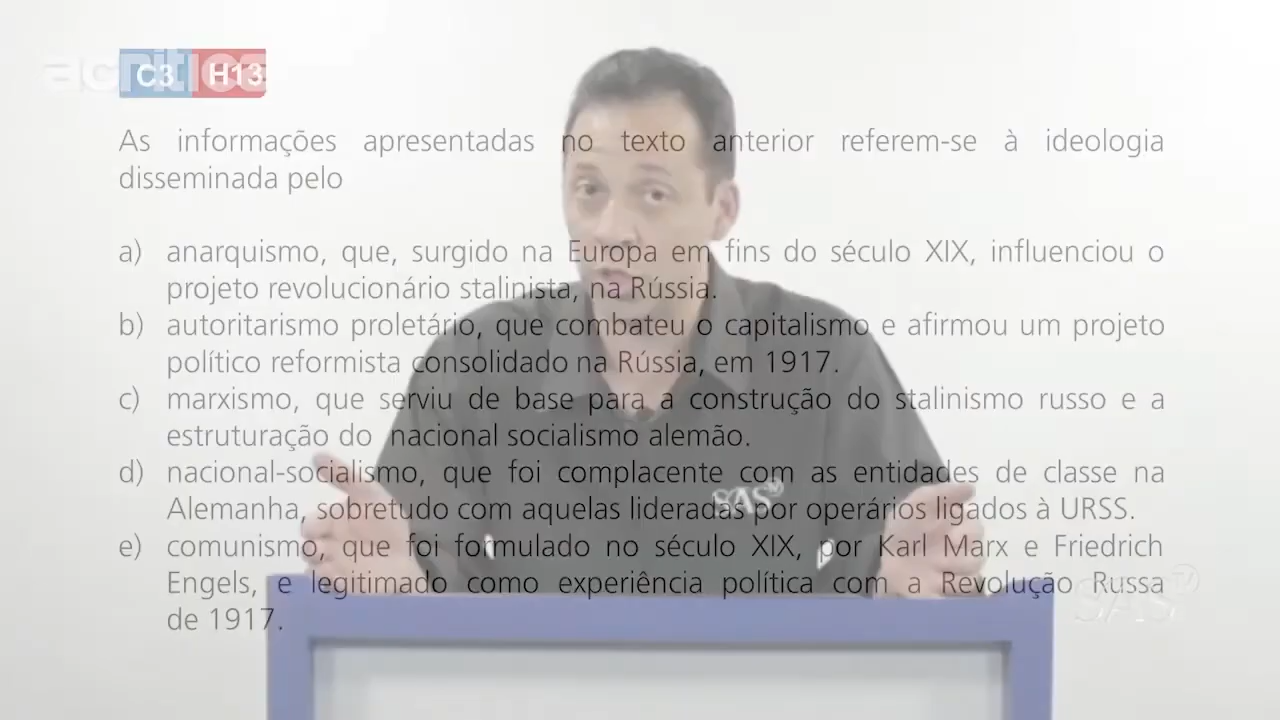 acritica
C3 H13
As informações apresentadas no texto anterior referem-se à ideologia
disseminada pelo
a) anarquismo, que, surgido na Europa em fins do século XIX, influenciou o
projeto revolucionário stalinista, na Rússia.
b) autoritarismo proletário, que combateu o capitalismo e afirmou um projeto
político reformista consolidado na Rússia, em 1917.
c) marxismo, que serviu de base para a construção do stalinismo russo e a
estruturação do nacional socialismo alemão.
d) nacional-socialismo, que foi complacente com as entidades de classe na
Alemanha, sobretudo com aquelas lideradas por operários ligados à URSS.
e) comunismo, que foi formulado no século XIX, por Karl Marx e Friedrich
Engels, e legitimado como experiência política com a Revolução Russa
de 1917.
SAS TV
SAS TV